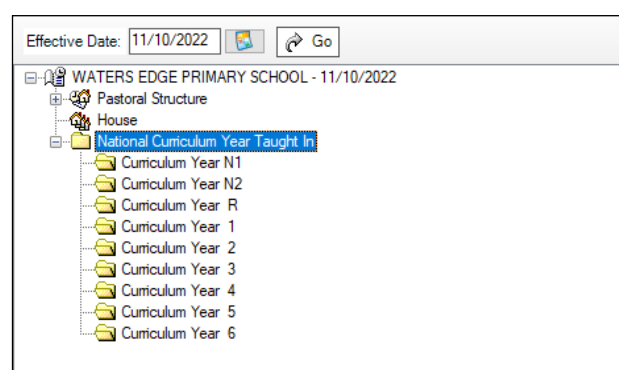 Effective Date: 11/10/2022 Go
WATERS EDGE PRIMARY SCHOOL - 11/10/2022
Pastoral Structure
House
National Curriculum Year Taught In
Curriculum Year N1
Curriculum Year N2
Curriculum Year R
Curriculum Year 1
Curriculum Year 2
Curriculum Year 3
Curriculum Year 4
Curriculum Year 5
Curriculum Year 6